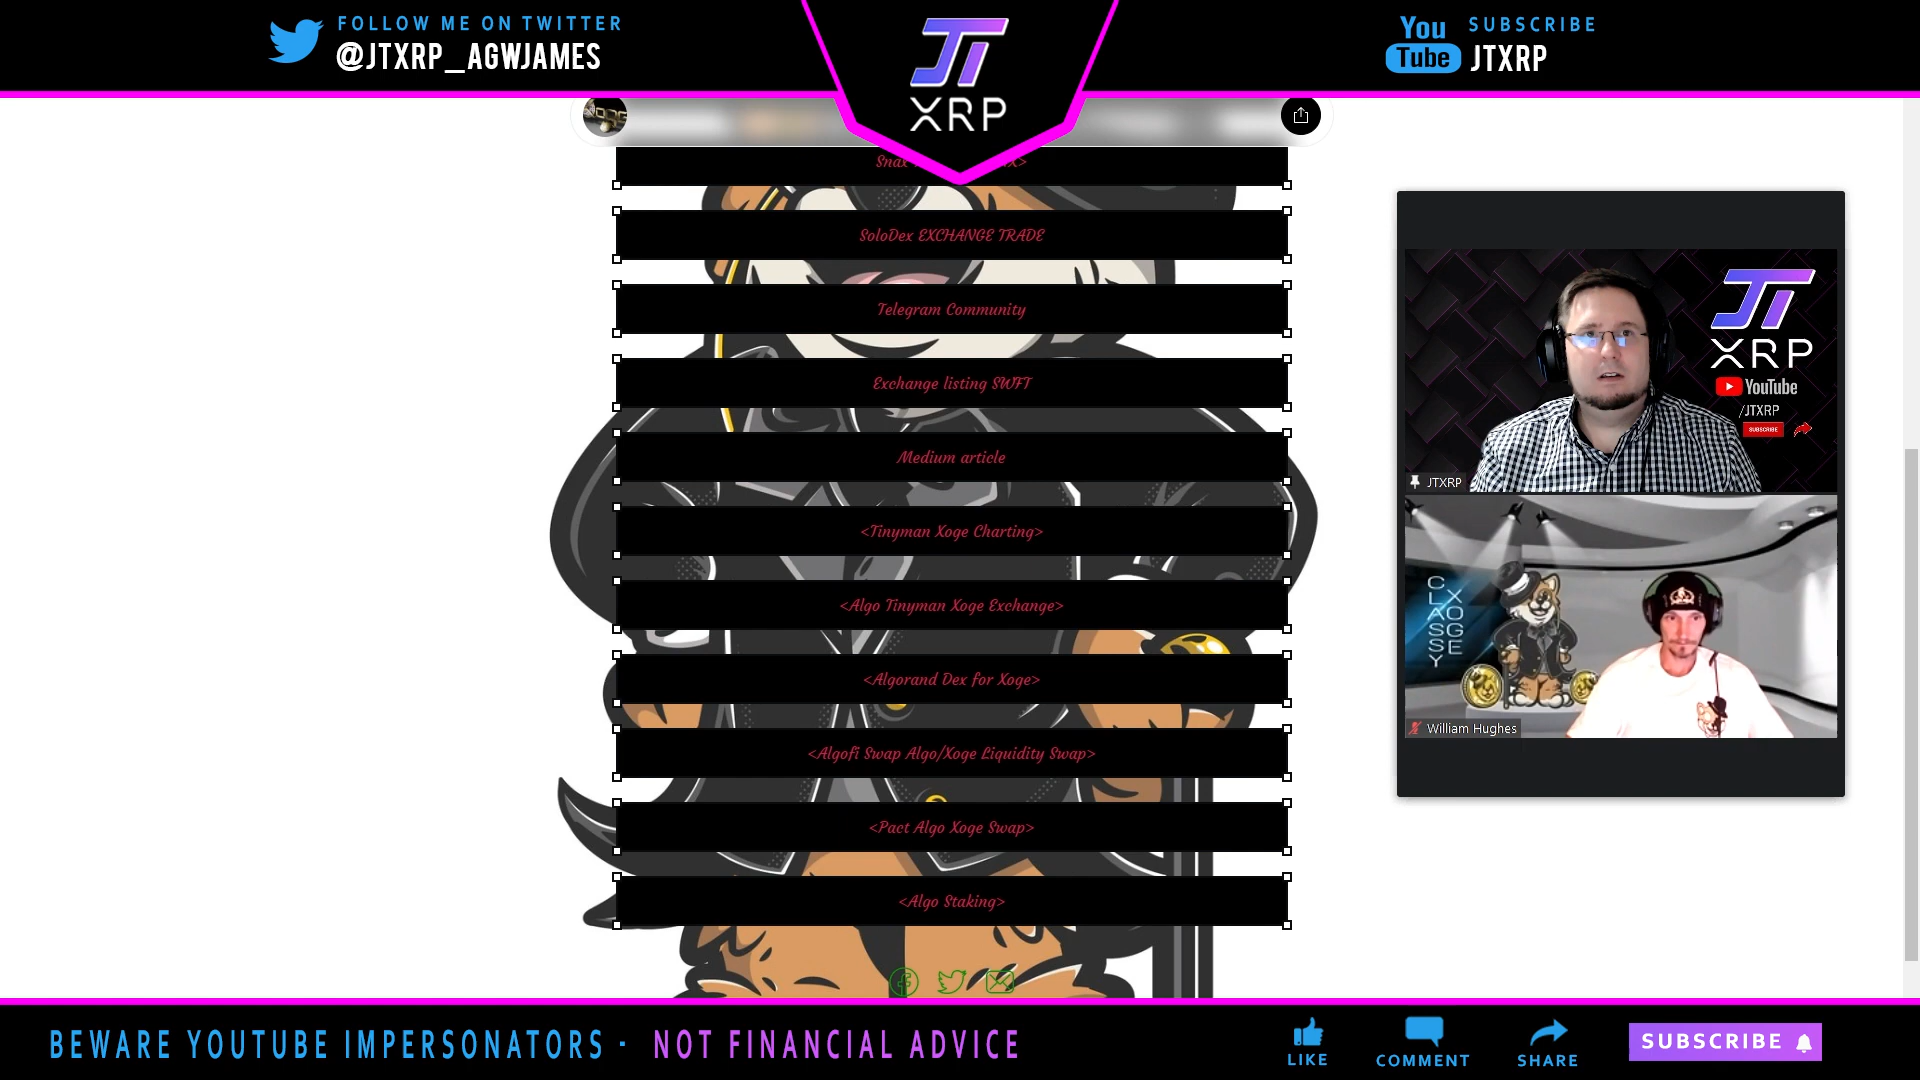 FOLLOW ME ON TWITTER
@JTXRP_AGWJAMES
JT
XRP
You
Tube
SUBSCRIBE
JTXRP
Snax
SoloDex EXCHANGE TRADE
Telegram Community
Exchange listing SWFT
Medium article
<Tinyman Xoge Charting>
<Algo Tinyman Xoge Exchange>
<Algorand Dex for Xoge>
<Algofi Swap Algo/Xoge Liquidity Swap>
<Pact Algo Xoge Swap>
<Algo Staking>
JT
XRP
YouTube
/JTXRP
SUBSCRIBE
JTXRP
CLASSY
XOGE
William Hughes
BEWARE YOUTUBE IMPERSONATORS - NOT FINANCIAL ADVICE
LIKE
COMMENT
SHARE
SUBSCRIBE